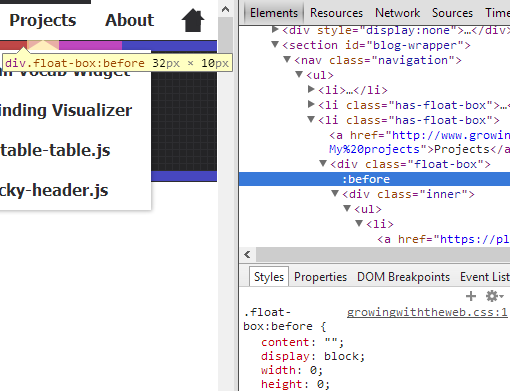 Projects About
div.float-box:before 32px × 10px
Vocab Widget
inding Visualizer
table-table.js
cky-header.js
Elements Resources Network Sources Timeline
<div style="display:none">…</div>
<section id="blog-wrapper">
<nav class="navigation">
<ul>
<li>…</li>
<li class="has-float-box">…
<li class="has-float-box">
<a href="http://www.growin
My%20projects">Projects</a
<div class="float-box">
:before
<div class="inner">
<ul>
<li>
<a href="https://pl
Styles Properties DOM Breakpoints Event List
.float-
box:before {
growingwiththeweb.css:1
content: "";
display: block;
width: 0;
height: 0;